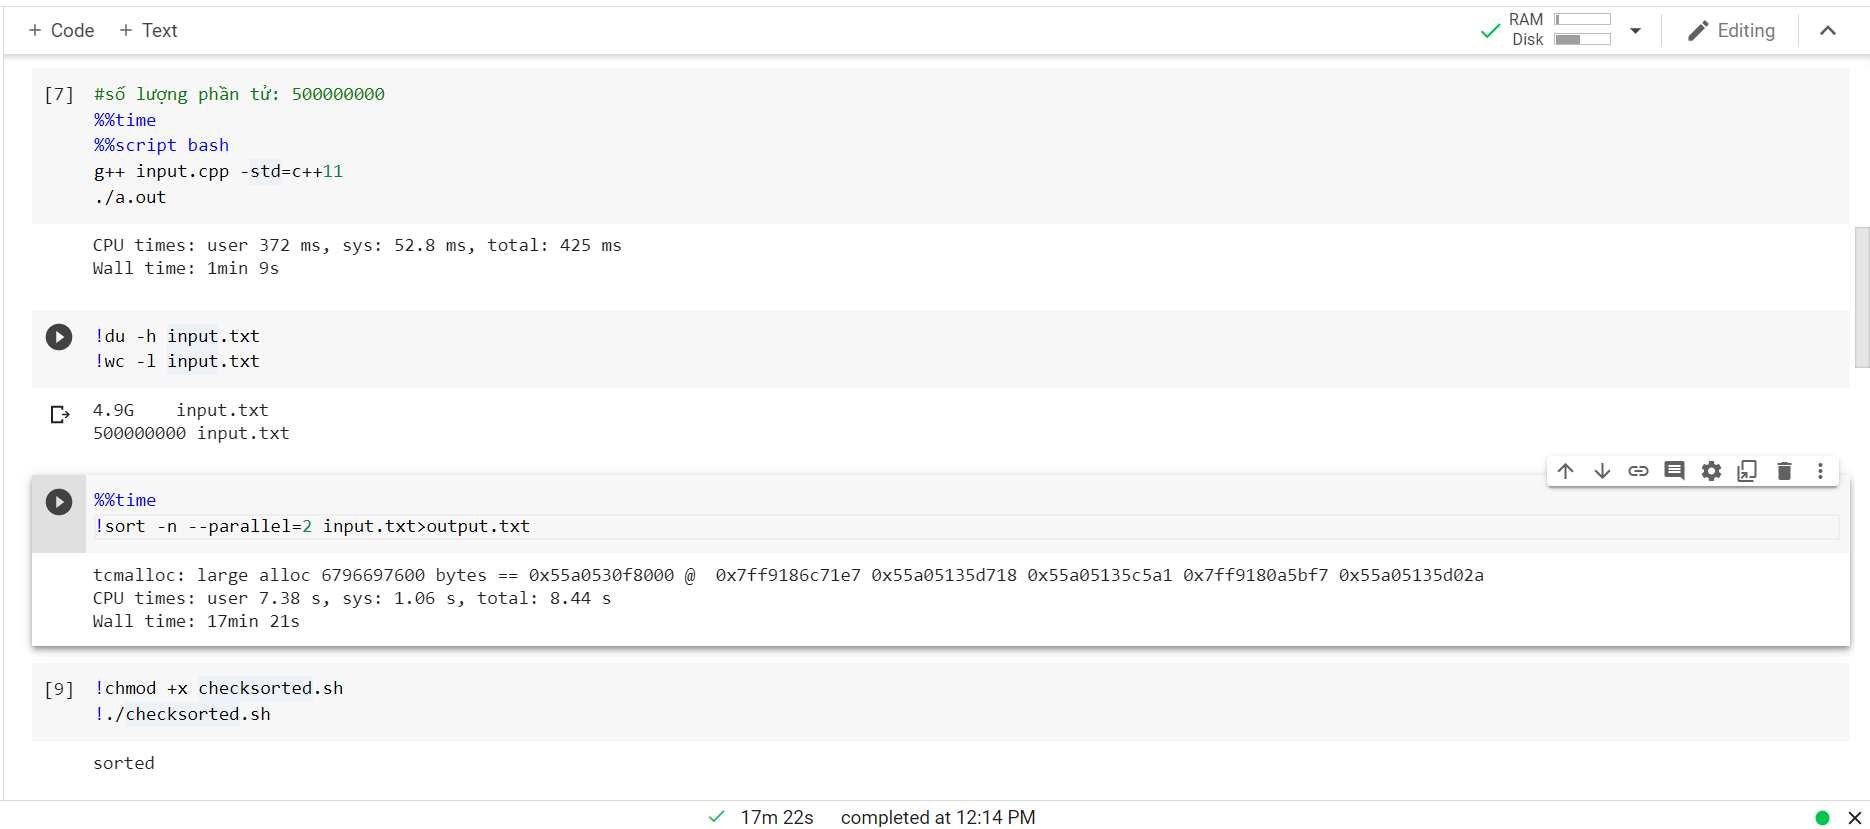 + Code + Text
RAM
Disk
Editing
[7] #số lượng phần tử: 500000000
%%time
%%script bash
g++ input.cpp -std=c++11
./a.out
CPU times: user 372 ms, sys: 52.8 ms, total: 425 ms
Wall time: 1min 9s
!du -h input.txt
!wc -l input.txt
4.9G input.txt
500000000 input.txt
%%time
!sort -n --parallel=2 input.txt>output.txt
tcmalloc: large alloc 6796697600 bytes == 0x55a0530f8000 @ 0x7ff9186c71e7 0x55a05135d718 0x55a05135c5a1 0x7ff9180a5bf7 0x55a05135d02a
CPU times: user 7.38 s, sys: 1.06 s, total: 8.44 s
Wall time: 17min 21s
[9] !chmod +x checksorted.sh
!./checksorted.sh
sorted
17m 22s completed at 12:14 PM